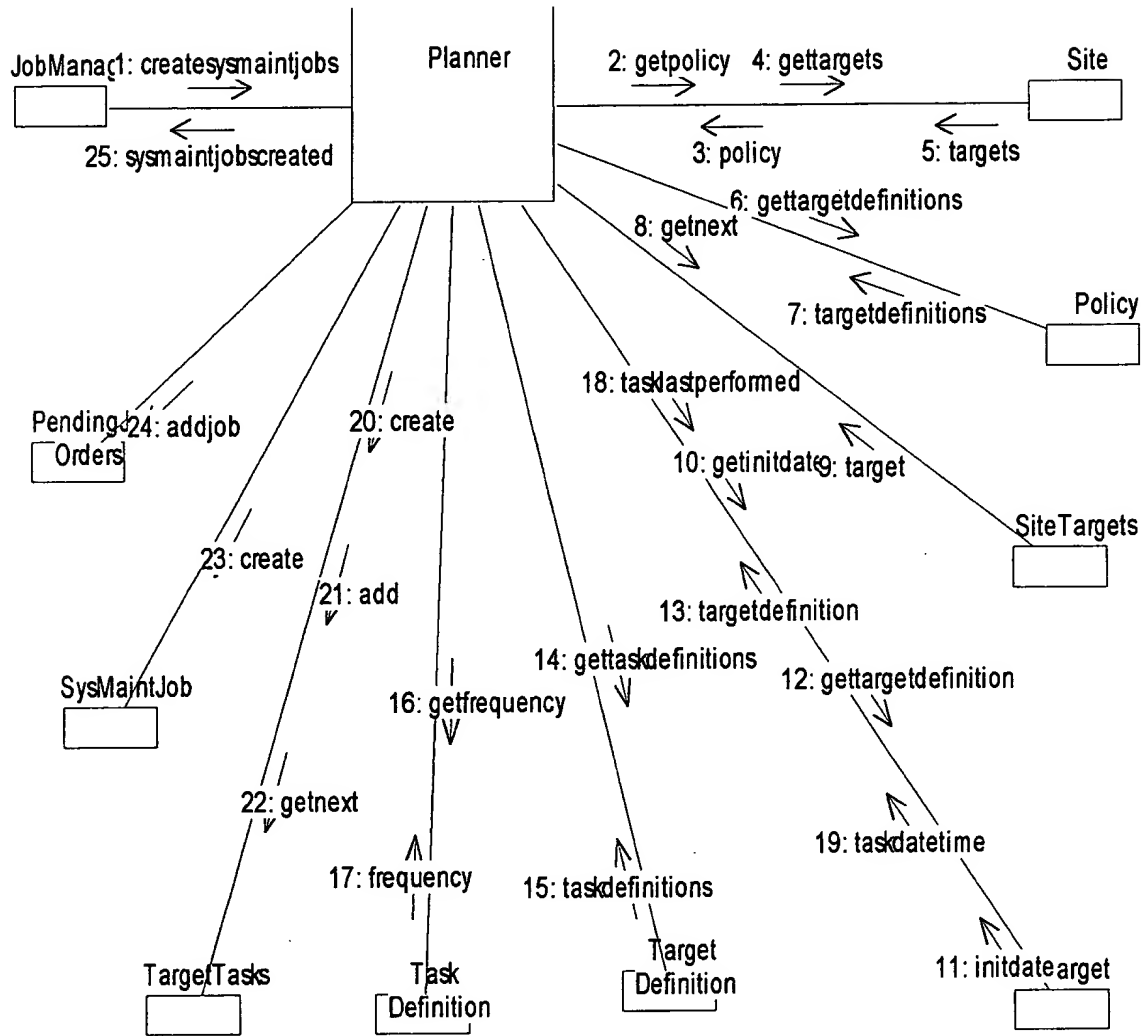 Planner
JobManag
1: createsysmaintjobs
25: sysmaintjobscreated
2: getpolicy
4: gettargets
Site
3: policy
5: targets
6: gettargetdefinitions
8: getnext
7: targetdefinitions
Policy
18: tasklastperformed
10: getinitdate
9: target
SiteTargets
Pending
Orders
24: addjob
20: create
23: create
21: add
13: targetdefinition
14: gettaskdefinitions
12: gettargetdefinition
SysMaintJob
16: getfrequency
22: getnext
19: taskdatetime
17: frequency
15: taskdefinitions
TargetTasks
Task
Definition
Target
Definition
11: initdate
arget